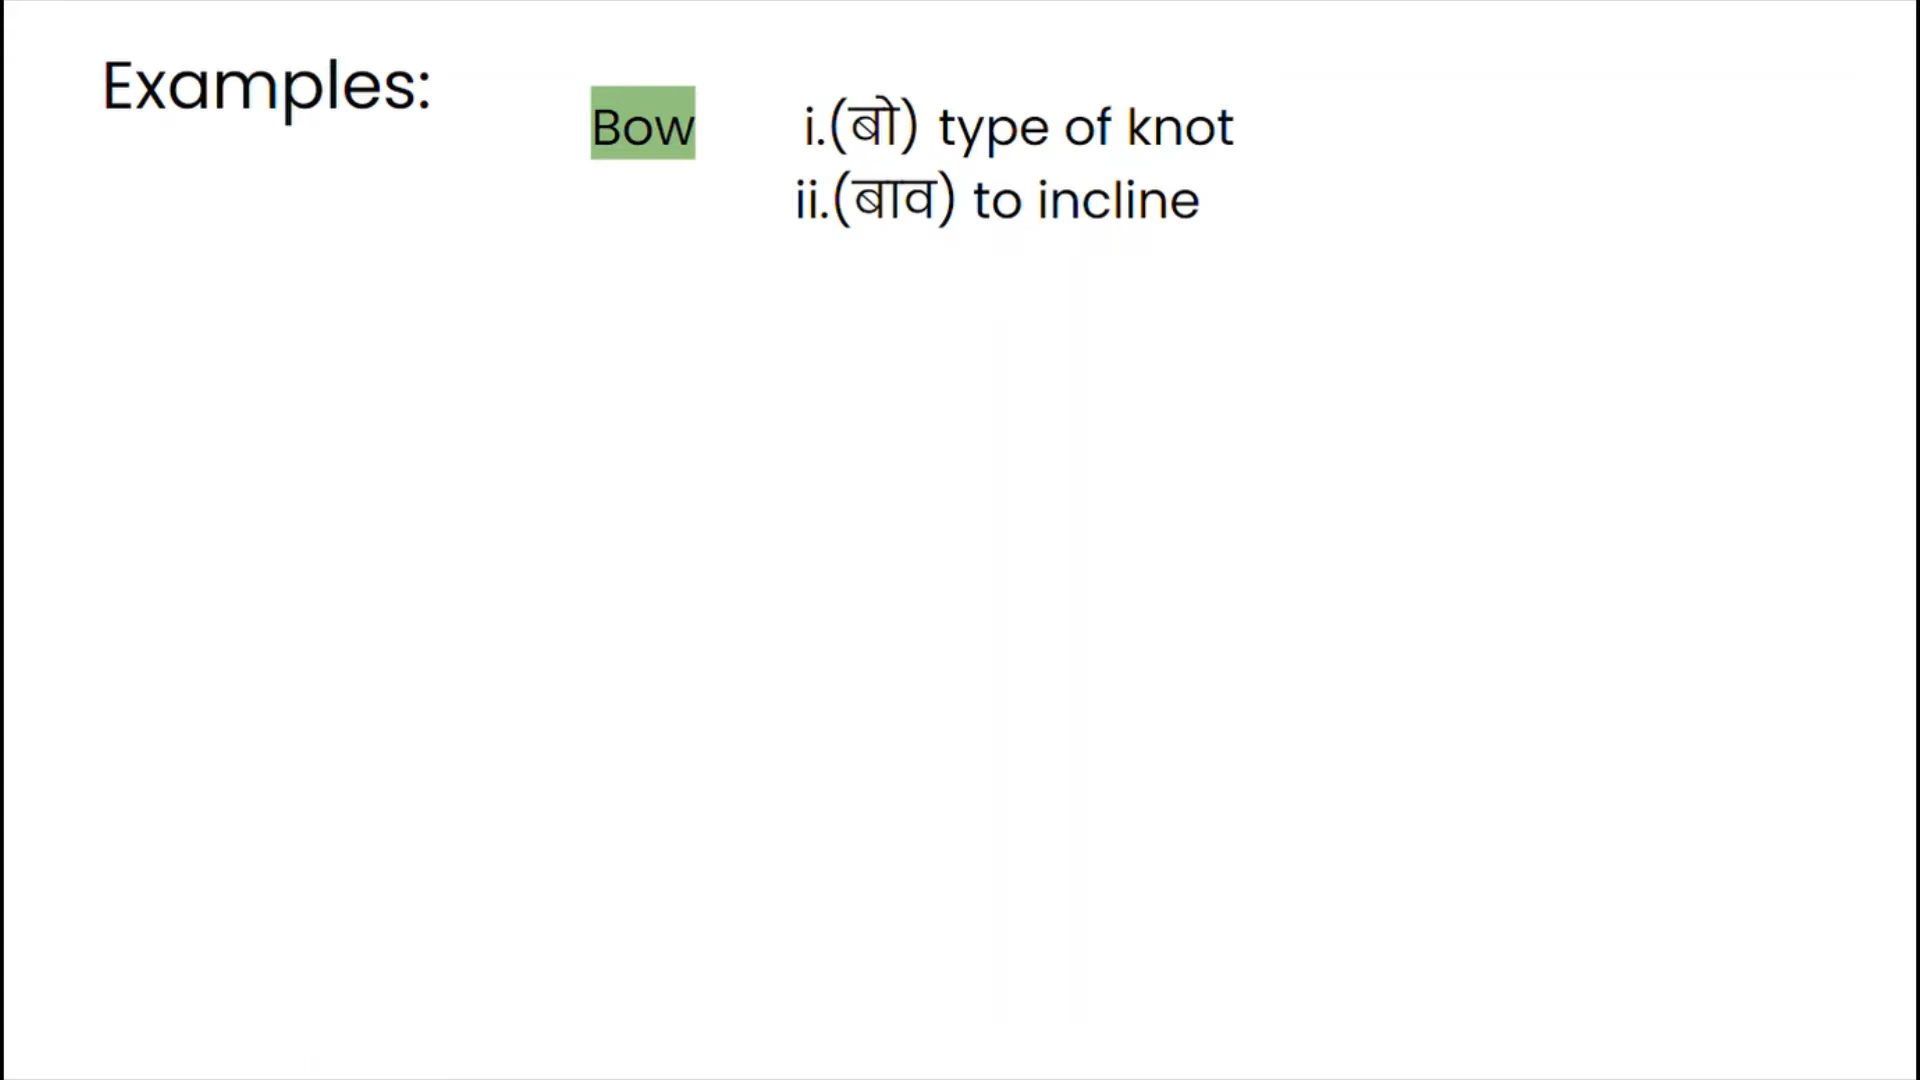 Examples:
Bow i.(बो) type of knot
ii.(बाव) to incline